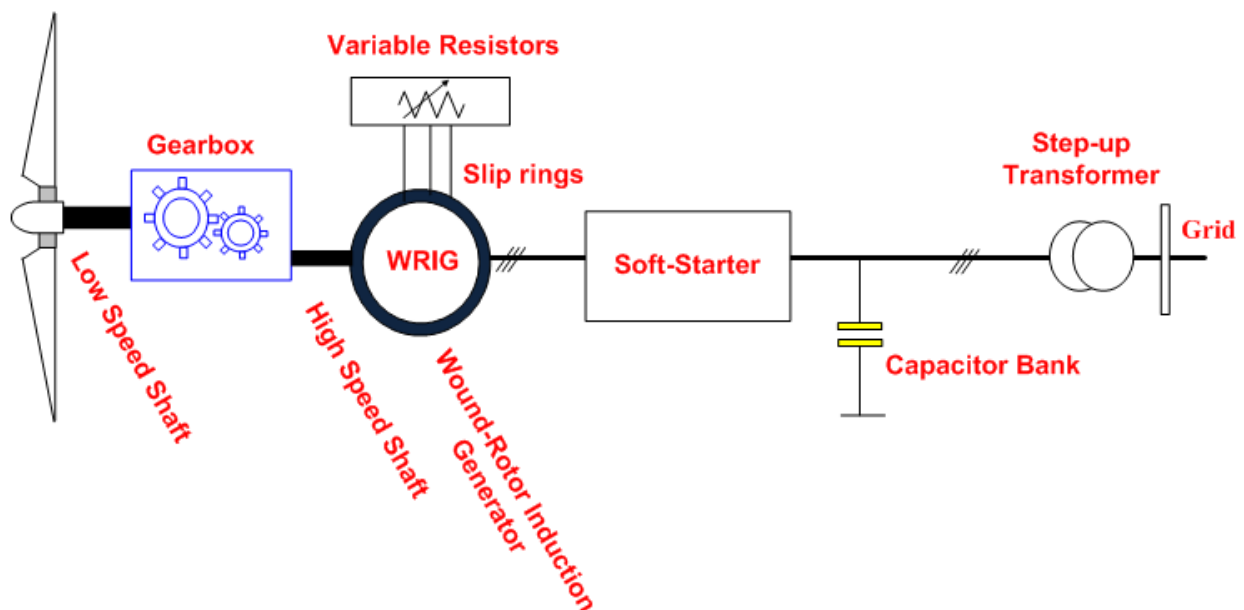 Variable Resistors
Gearbox
Slip rings
Step-up
Transformer
Grid
WRIG
Soft-Starter
Low Speed Shaft
High Speed Shaft
Wound-Rotor Induction
Generator
Capacitor Bank